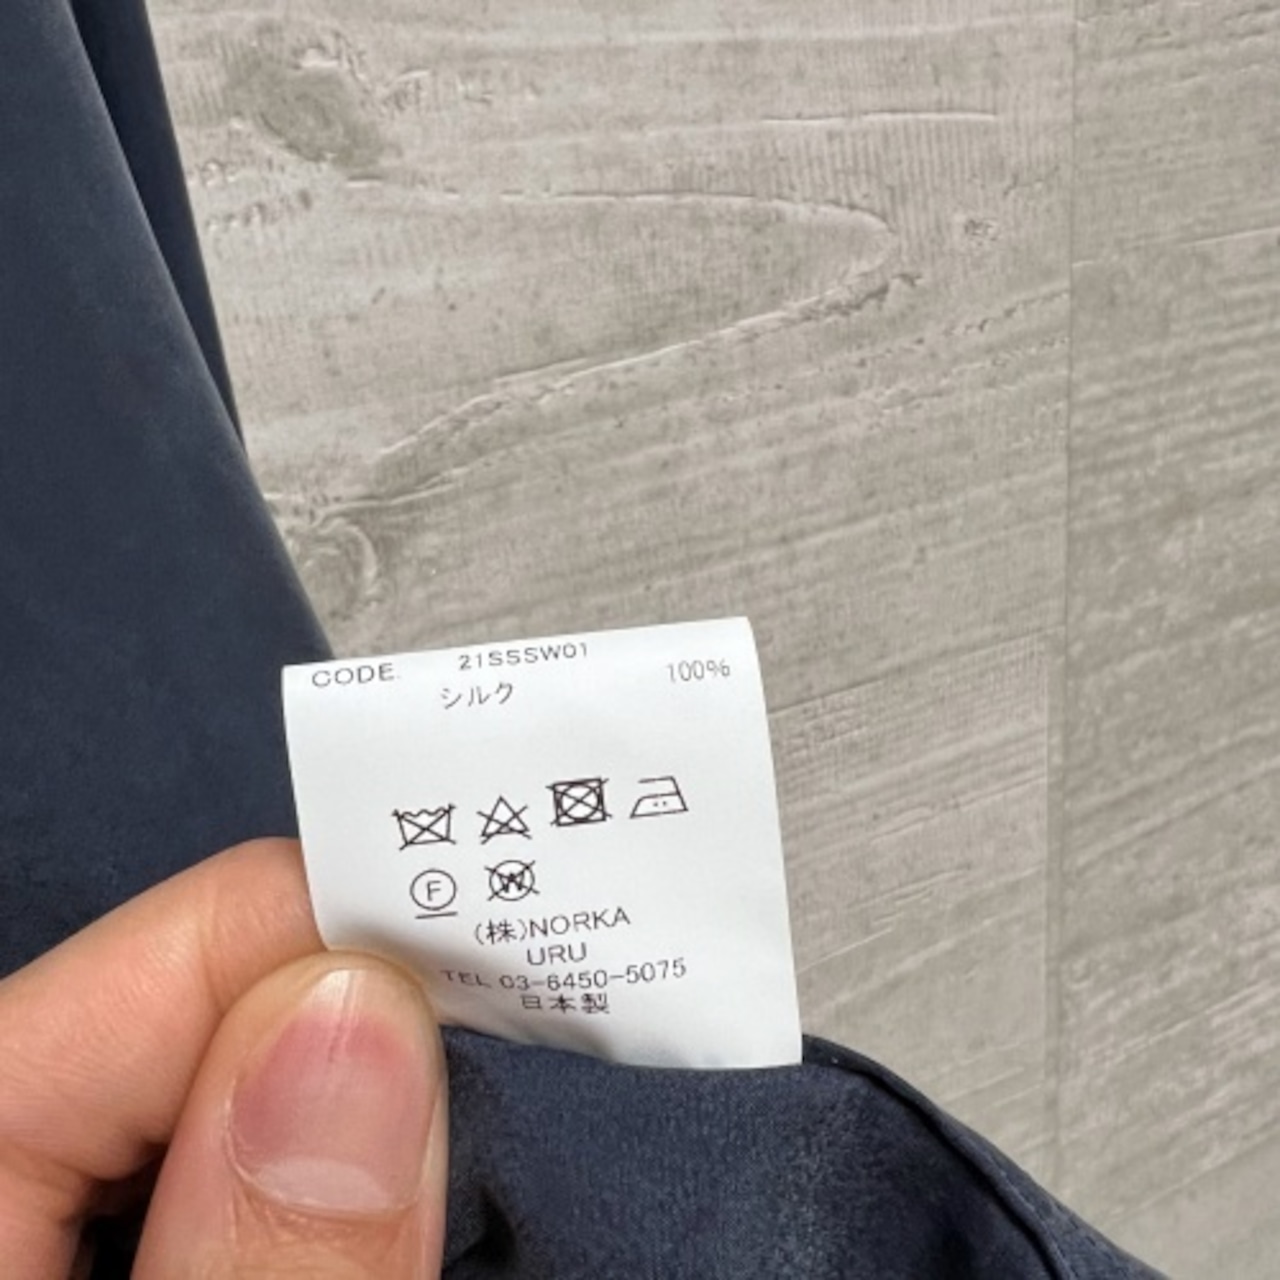 CODE. 21SSSW01
シルク 100%
F
W
(株)NORKA
URU
TEL 03-6450-5075
日本製